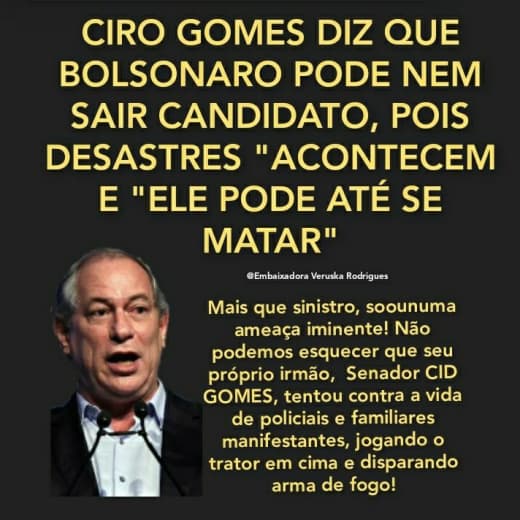 CIRO GOMES DIZ QUE
BOLSONARO PODE NEM
SAIR CANDIDATO, POIS
DESASTRES "ACONTECEM
E "ELE PODE ATÉ SE
MATAR"
@Embaixadora Veruska Rodrigues
Mais que sinistro, soounuma
ameaça iminente! Não
podemos esquecer que seu
próprio irmão, Senador CID
GOMES, tentou contra a vida
de policiais e familiares
manifestantes, jogando o
trator em cima e disparando
arma de fogo!